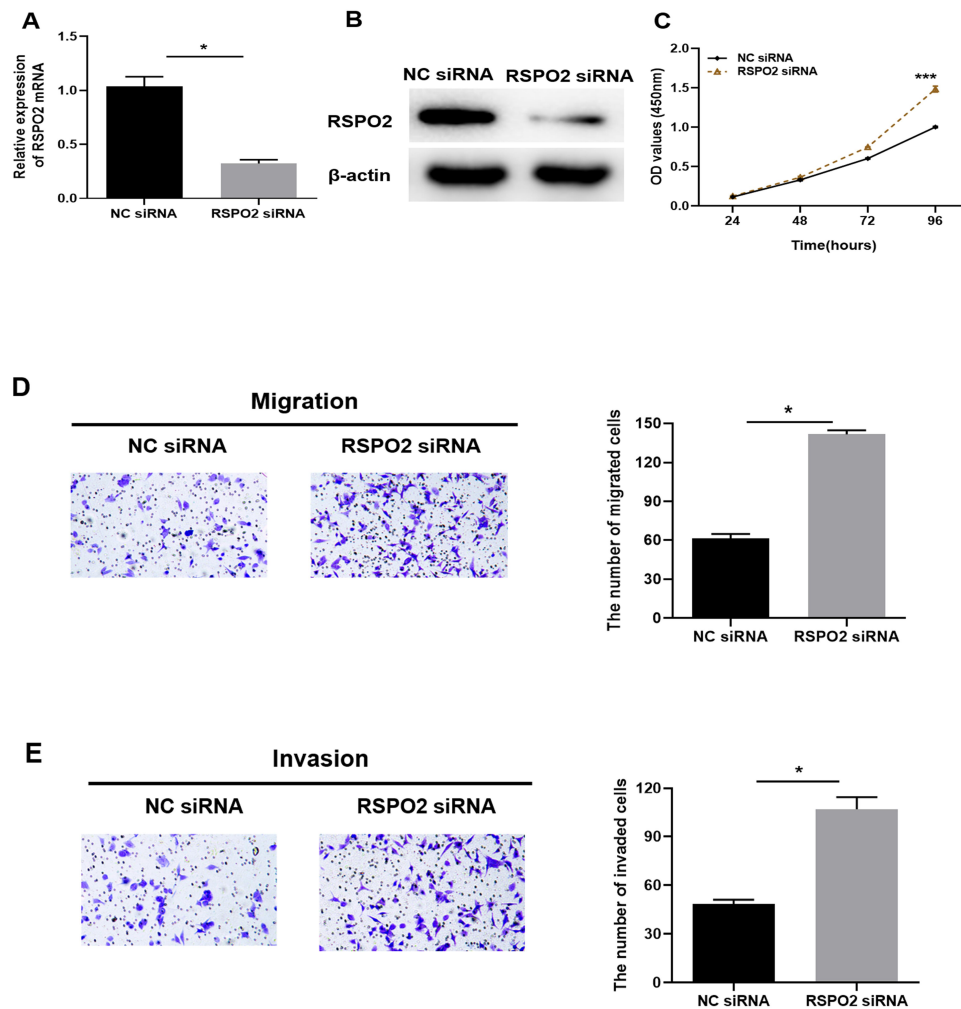 A
Relative expression
of RSPO2 mRNA
1.5
1.0
0.5
0.0
*
NC siRNA
RSPO2 siRNA
B
NC siRNA RSPO2 siRNA
RSPO2
β-actin
C
OD values (450nm)
2.0
1.5
1.0
0.5
0.0
NC siRNA
RSPO2 siRNA
***
24 48 72 96
Time(hours)
D
Migration
NC siRNA RSPO2 siRNA
The number of migrated cells
150
120
90
60
30
0
*
NC siRNA RSPO2 siRNA
E
Invasion
NC siRNA RSPO2 siRNA
The number of invaded cells
120
90
60
30
0
*
NC siRNA RSPO2 siRNA